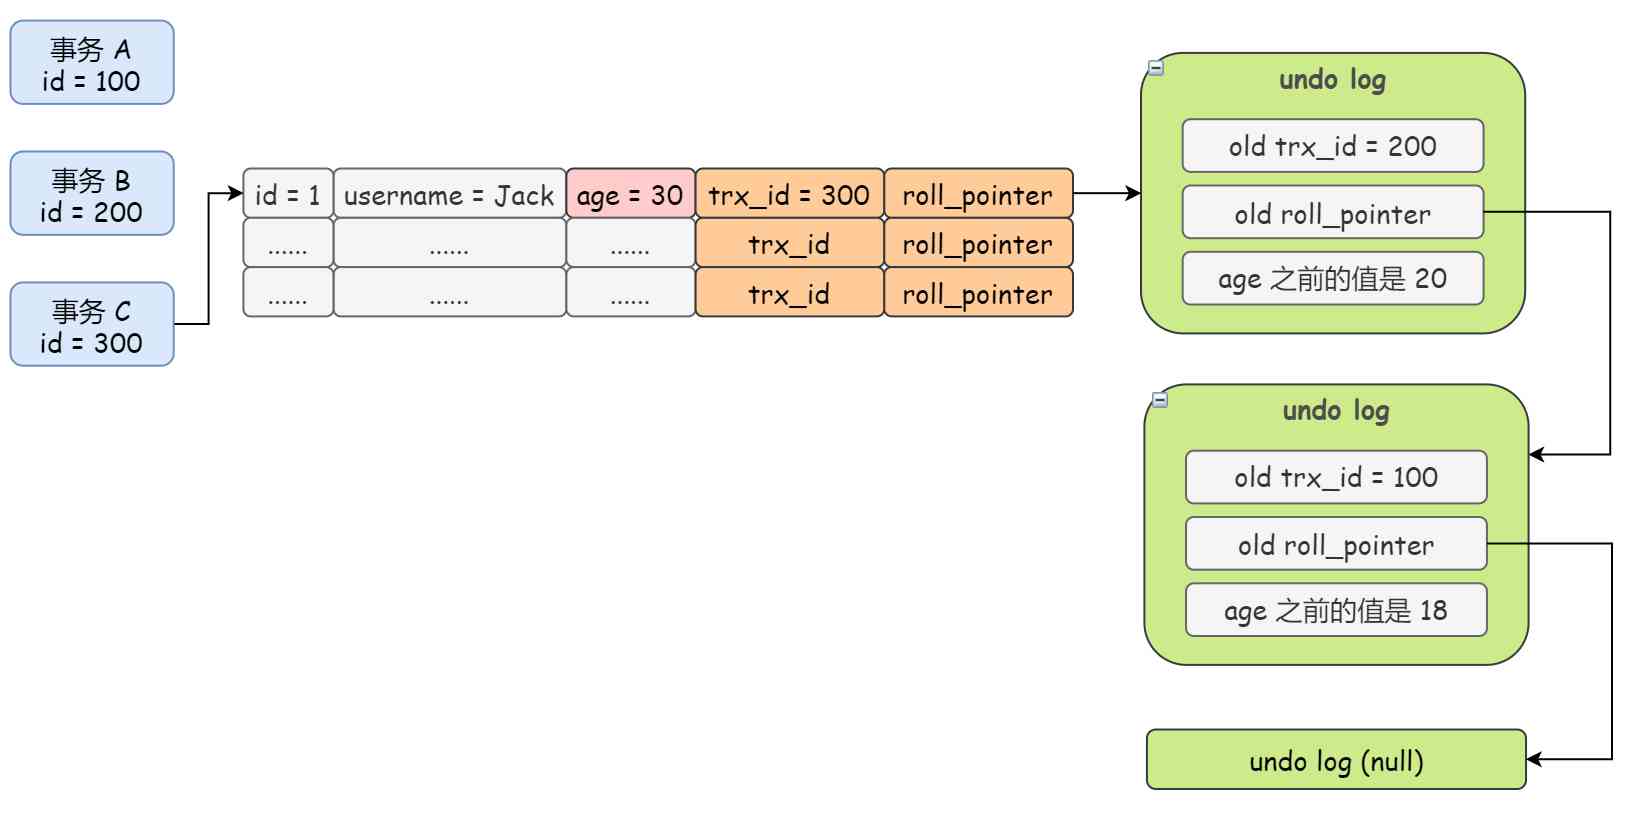 事务 A
id = 100
事务 B
id = 200
事务 C
id = 300
id = 1 username = Jack age = 30 trx_id = 300 roll_pointer
...... ...... ...... trx_id roll_pointer
...... ...... ...... trx_id roll_pointer
undo log
old trx_id = 200
old roll_pointer
age 之前的值是 20
undo log
old trx_id = 100
old roll_pointer
age 之前的值是 18
undo log (null)